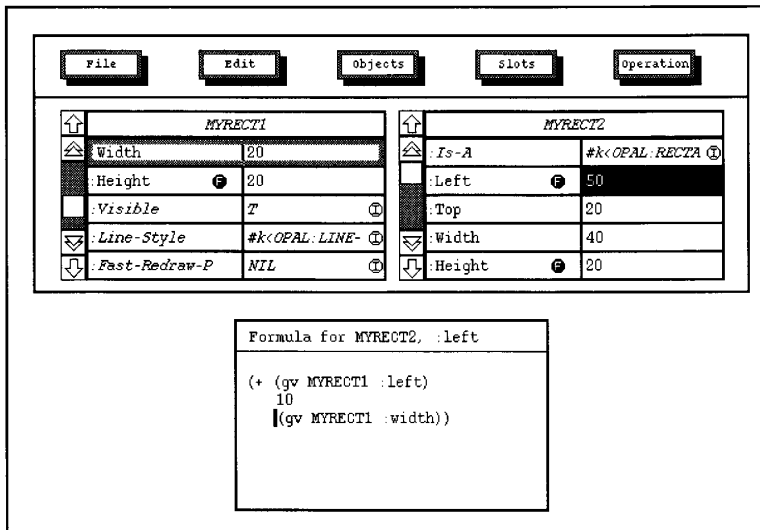 File Edit Objects Slots Operation
MYRECT1
:Width 20
:Height F 20
:Visible T I
:Line-Style #k<OPAL:LINE- I
:Fast-Redraw-P NIL I
MYRECT2
:Is-A #k<OPAL:RECTA I
:Left F 50
:Top 20
:Width 40
:Height F 20
Formula for MYRECT2, :left
(+ (gv MYRECT1 :left)
10
(gv MYRECT1 :width))